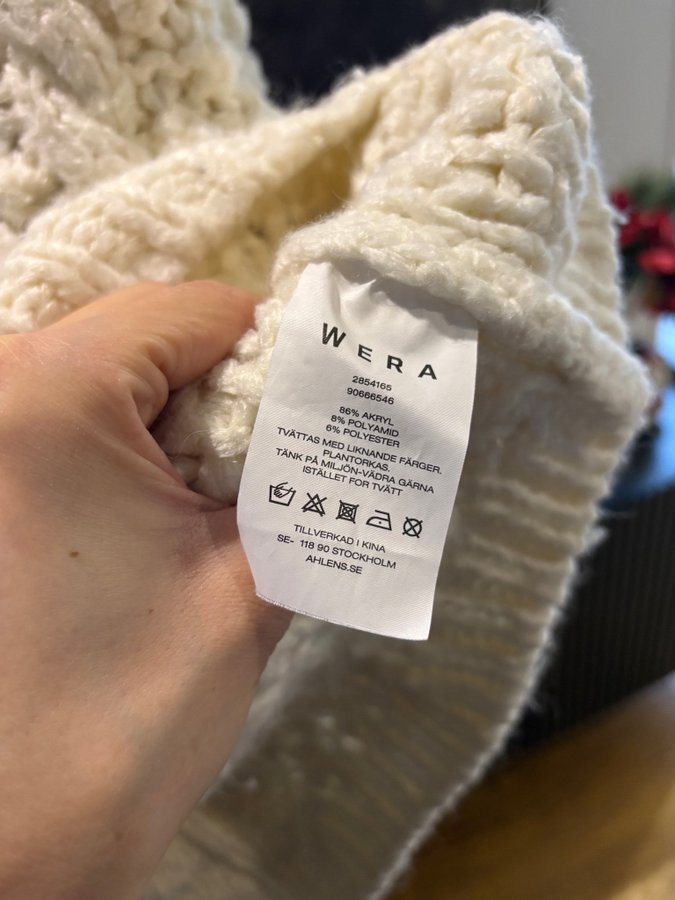 WERA
2854165
90666546
86% AKRYL
8% POLYAMID
6% POLYESTER
TVÄTTAS MED LIKNANDE FÄRGER.
PLANTORKAS.
TÄNK PÅ MILJÖN-VÄDRA GÄRNA
ISTÄLLET FÖR TVÄTT
TILLVERKAD I KINA
SE- 118 90 STOCKHOLM
AHLENS.SE